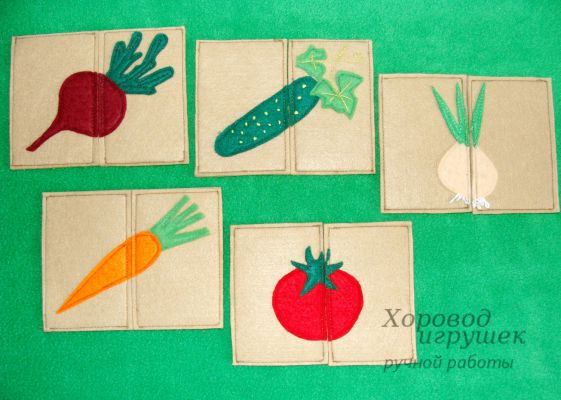 Хоровод
игрушек
ручной работы